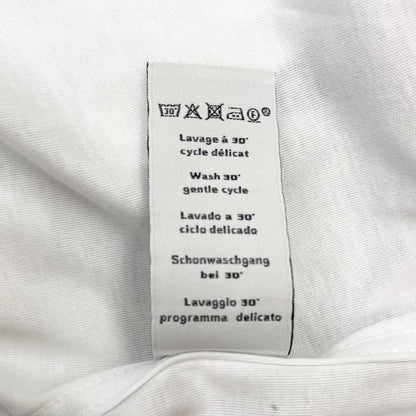 30°
Lavage à 30°
cycle délicat
Wash 30°
gentle cycle
Lavado a 30°
ciclo delicado
Schonwaschgang
bei 30°
Lavaggio 30°
programma delicato